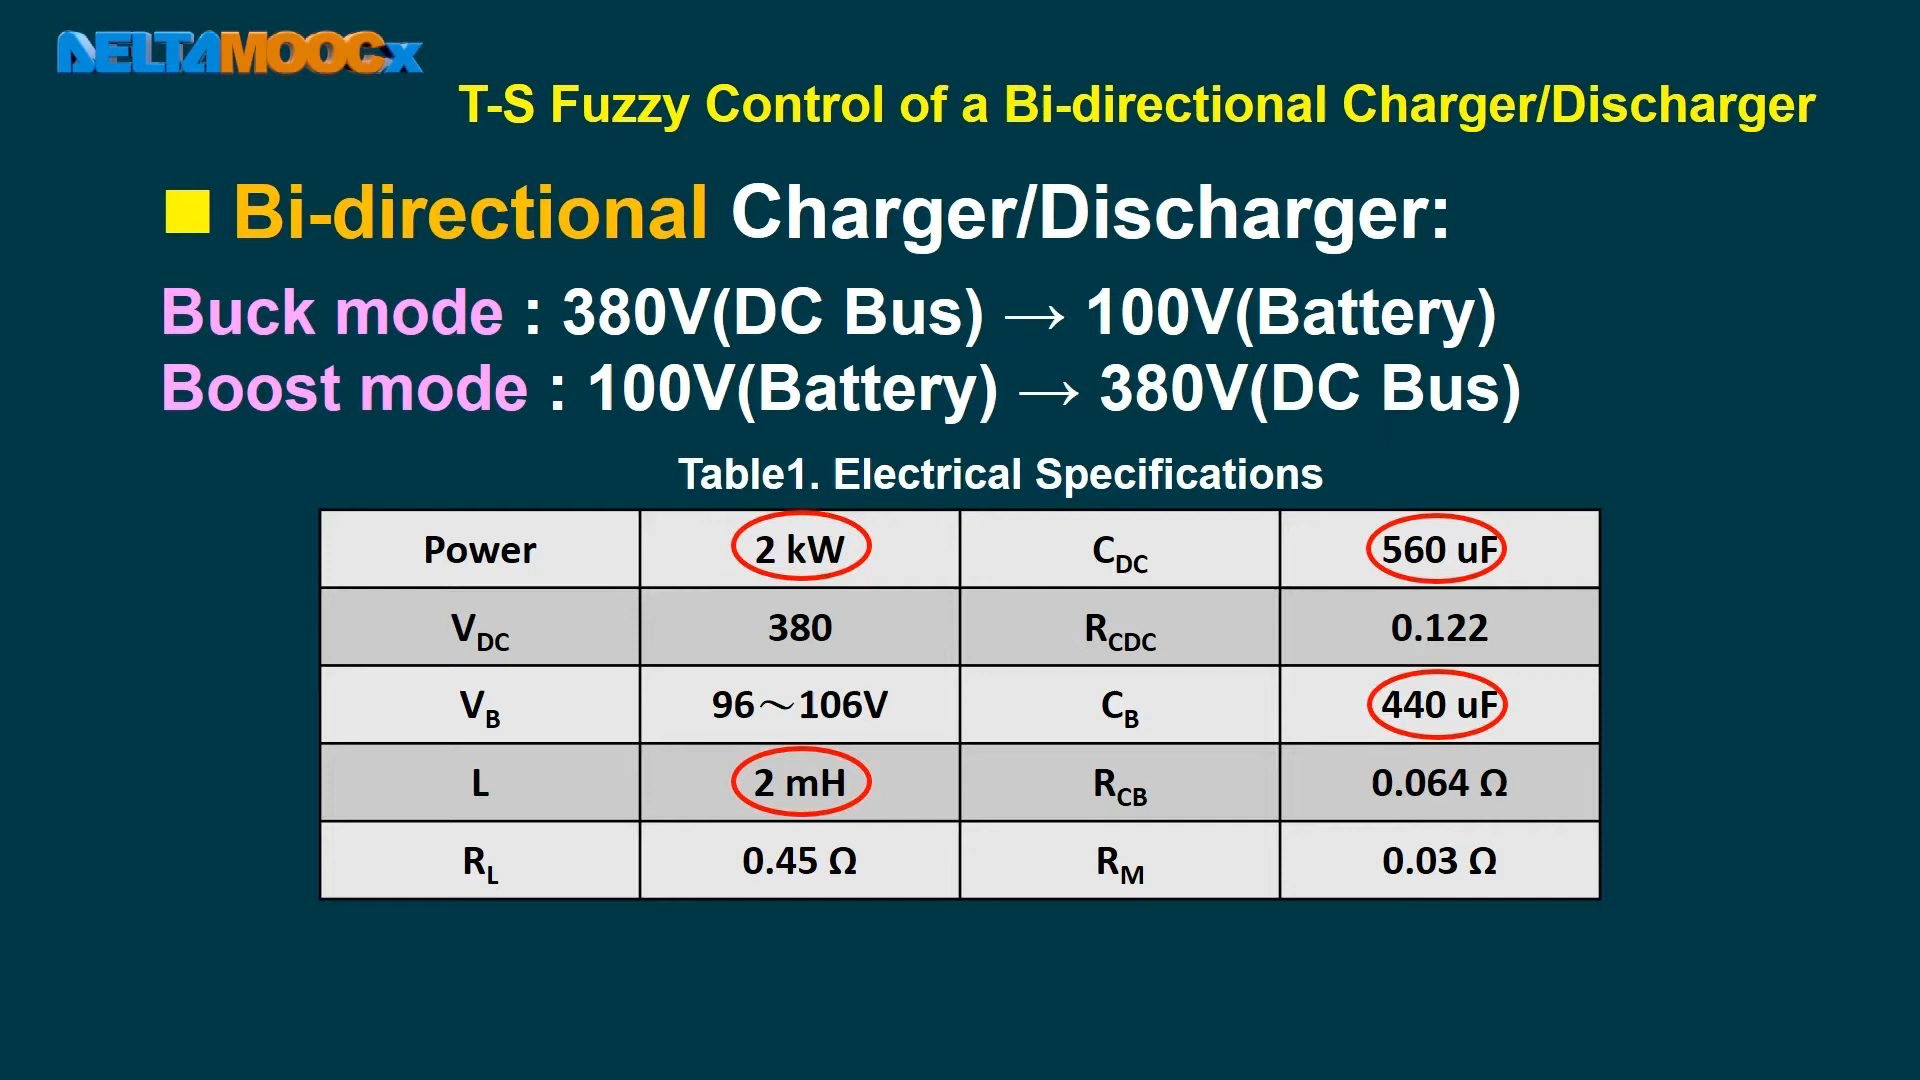 DELTAMOOCx
T-S Fuzzy Control of a Bi-directional Charger/Discharger
Bi-directional Charger/Discharger:
Buck mode : 380V(DC Bus) → 100V(Battery)
Boost mode : 100V(Battery) → 380V(DC Bus)
Table1. Electrical Specifications
Power 2 kW CDC 560 uF
VDC 380 RCDC 0.122
VB 96～106V CB 440 uF
L 2 mH RCB 0.064 Ω
RL 0.45 Ω RM 0.03 Ω